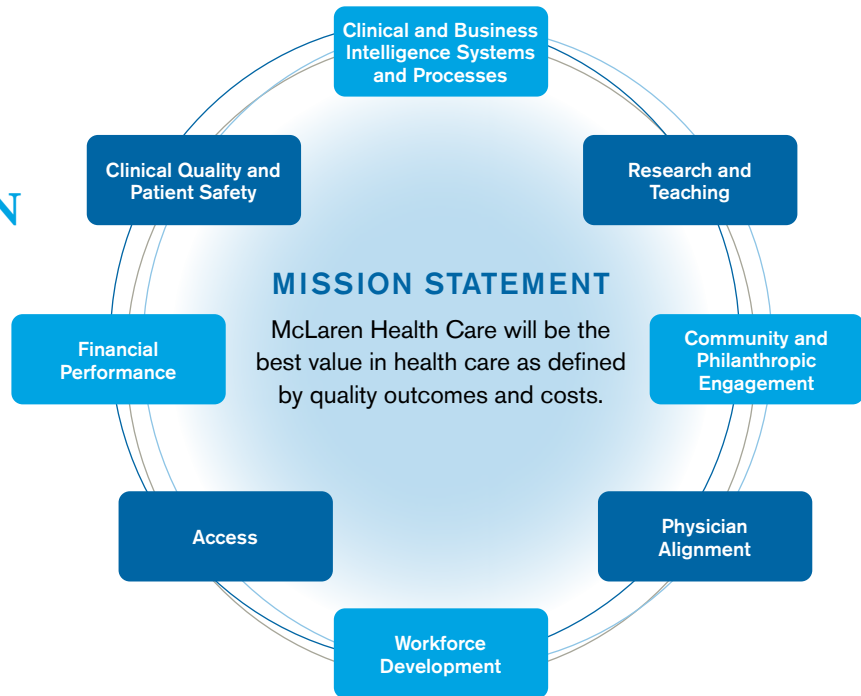 Clinical and Business
Intelligence Systems
and Processes
Clinical Quality and
Patient Safety
Research and
Teaching
N
MISSION STATEMENT
McLaren Health Care will be the
best value in health care as defined
by quality outcomes and costs.
Financial
Performance
Community and
Philanthropic
Engagement
Access
Physician
Alignment
Workforce
Development